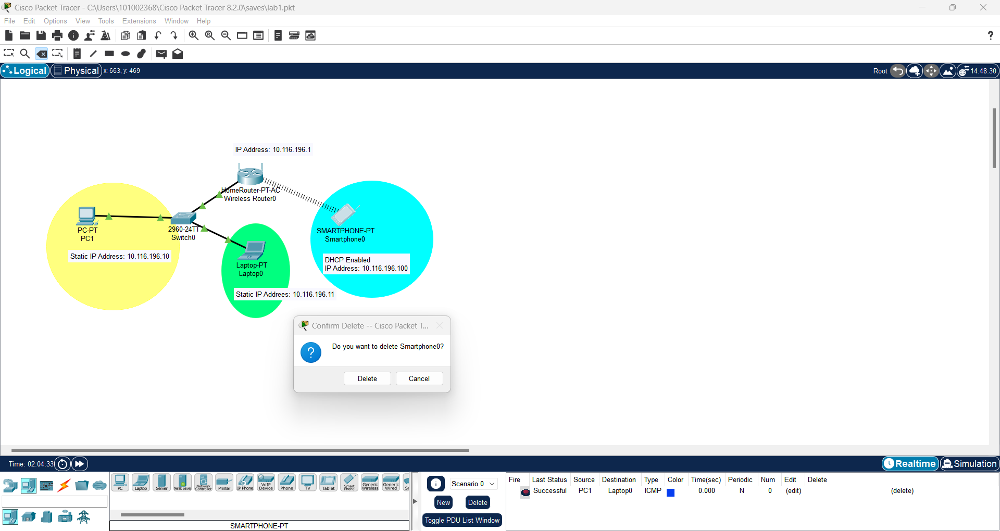 Cisco Packet Tracer - C:\Users\101002368\Cisco Packet Tracer 8.2.0\saves\lab1.pkt
File Edit Options View Tools Extensions Window Help
?
Logical Physical x: 663, y: 469 Root 14:48:30
IP Address: 10.116.196.1
HomeRouter-PT-AC
Wireless Router0
PC-PT
PC1
Static IP Address: 10.116.196.10
2960-24TT
Switch0
Laptop-PT
Laptop0
Static IP Addrees: 10.116.196.11
SMARTPHONE-PT
Smartphone0
DHCP Enabled
IP Address: 10.116.196.100
Confirm Delete -- Cisco Packet T...
Do you want to delete Smartphone0?
Delete Cancel
Time: 02:04:33 Realtime Simulation
PC Laptop Server Meraki Server Network Controller Printer IP Phone VoIP Device Phone TV Tablet Smart Phone Generic Wireless Generic Wired
SMARTPHONE-PT
Scenario 0
New Delete
Toggle PDU List Window
Fire Last Status Source Destination Type Color Time(sec) Periodic Num Edit Delete
Successful PC1 Laptop0 ICMP 0.000 N 0 (edit) (delete)